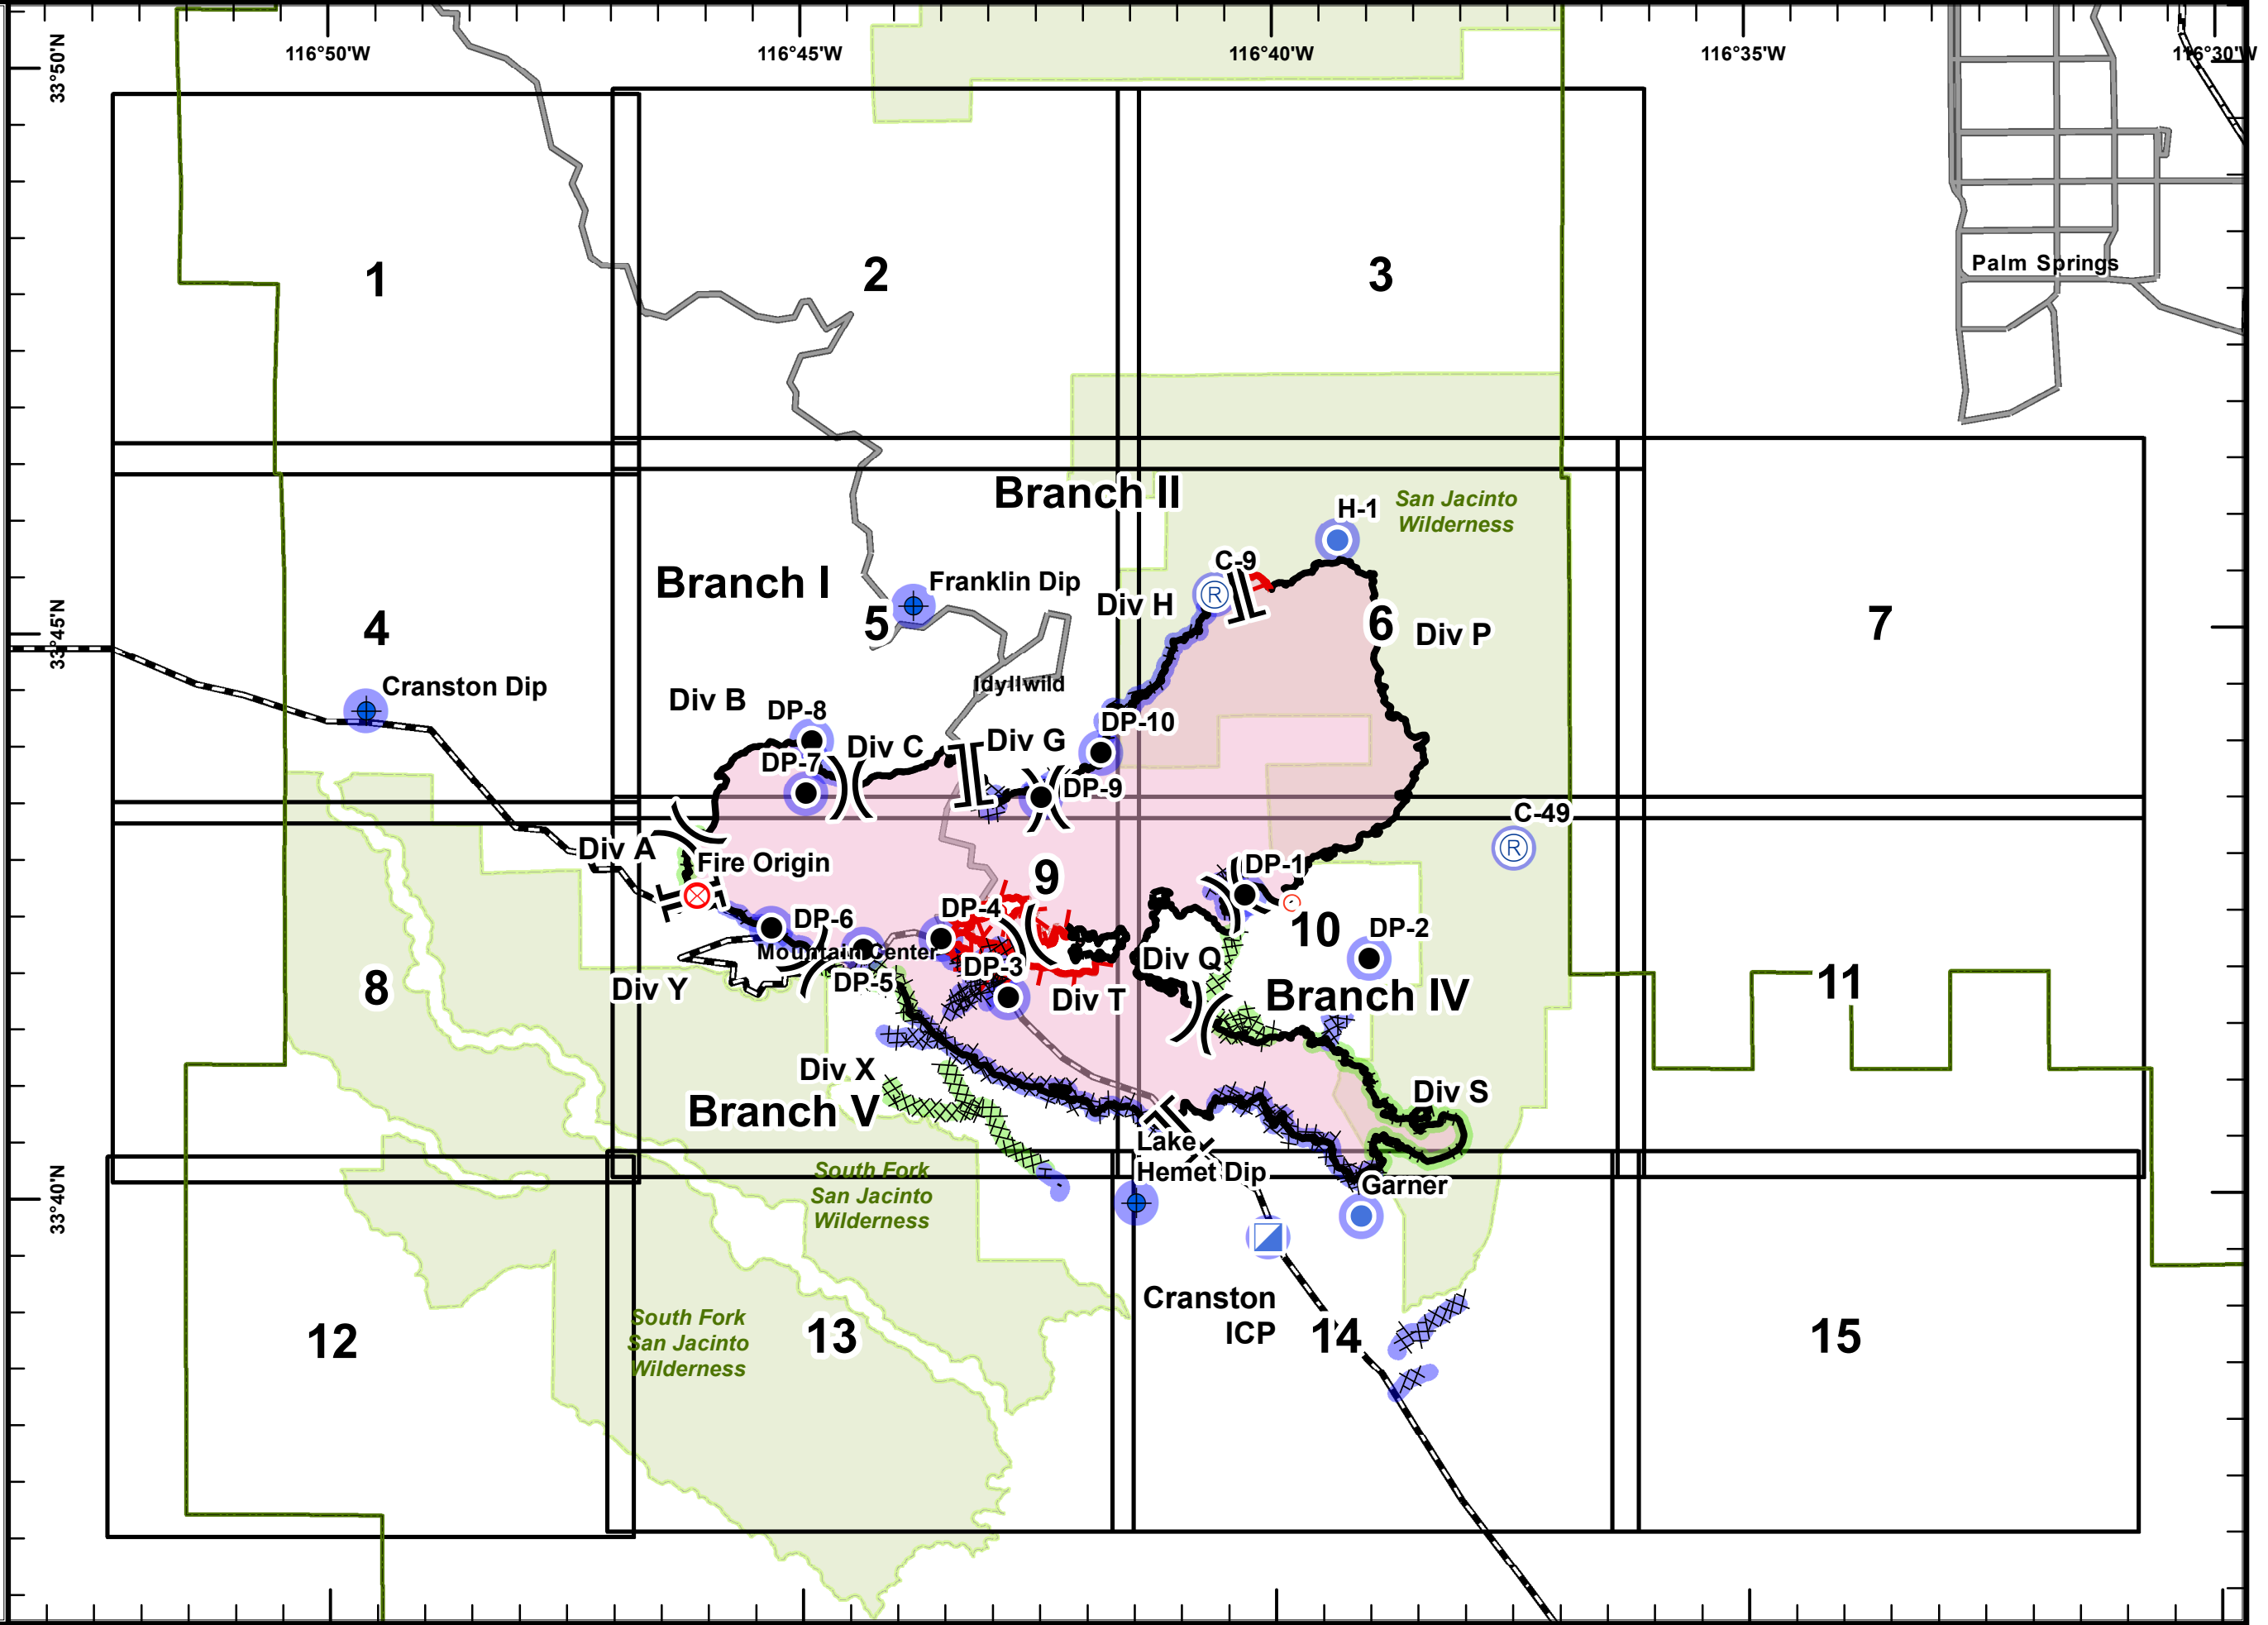 116°50'W
116°45'W
116°40'W
116°35'W
116°30'W
33°50'N
1
2
3
Palm Springs
Branch II
San Jacinto
Wilderness
H-1
C-9
Branch I
Franklin Dip
Div H
4
5
6
Div P
7
33°45'N
Cranston Dip
Idyllwild
Div B
DP-8
DP-10
Div C
Div G
DP-7
DP-9
C-49
Div A
Fire Origin
DP-1
9
DP-4
DP-6
10
DP-2
Mountain Center
DP-3
Div Q
DP-5
8
Div Y
Div T
Branch IV
11
Div X
Div S
Branch V
Lake
Hemet Dip
South Fork
San Jacinto
Wilderness
Garner
33°40'N
Cranston
ICP
South Fork
San Jacinto
Wilderness
12
13
14
15
R
R